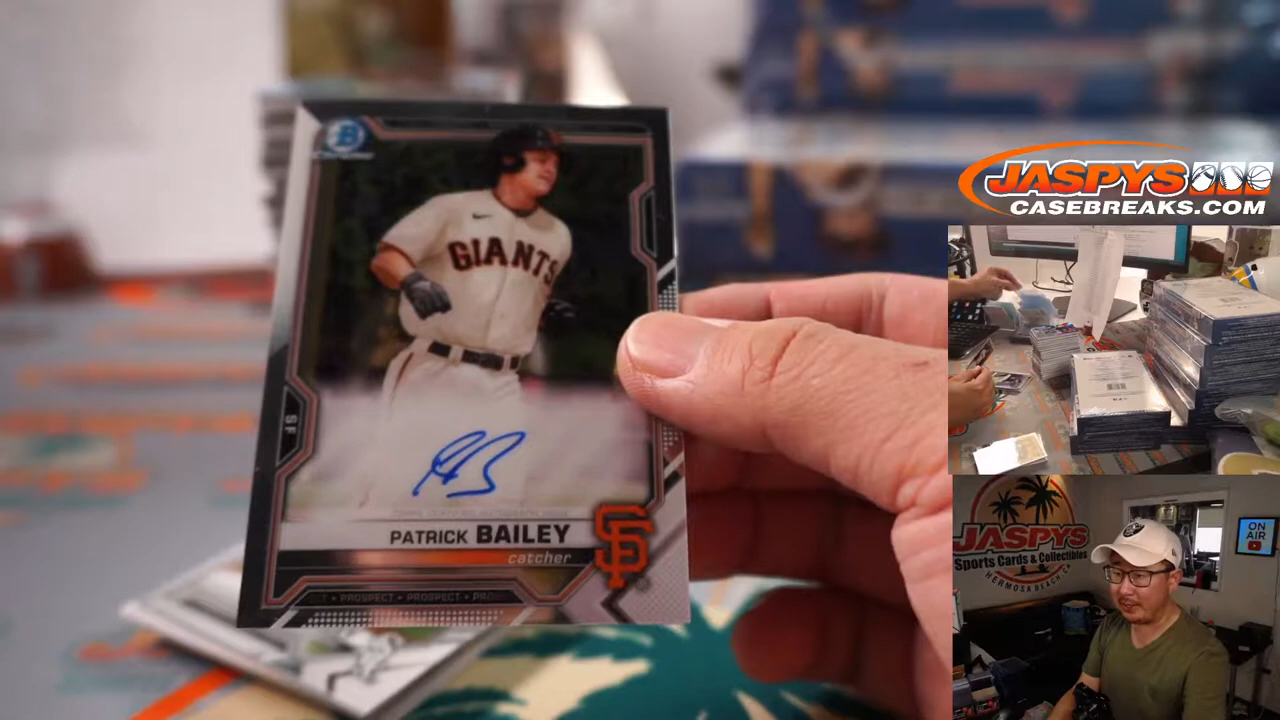 B
GIANTS
SF
PATRICK BAILEY
catcher
SF
PROSPECT • PROSPECT • PRO
JASPYS
CASEBREAKS.COM
JASPYS
Sports Cards & Collectibles
HERMOSA BEACH, CA
ON
AIR